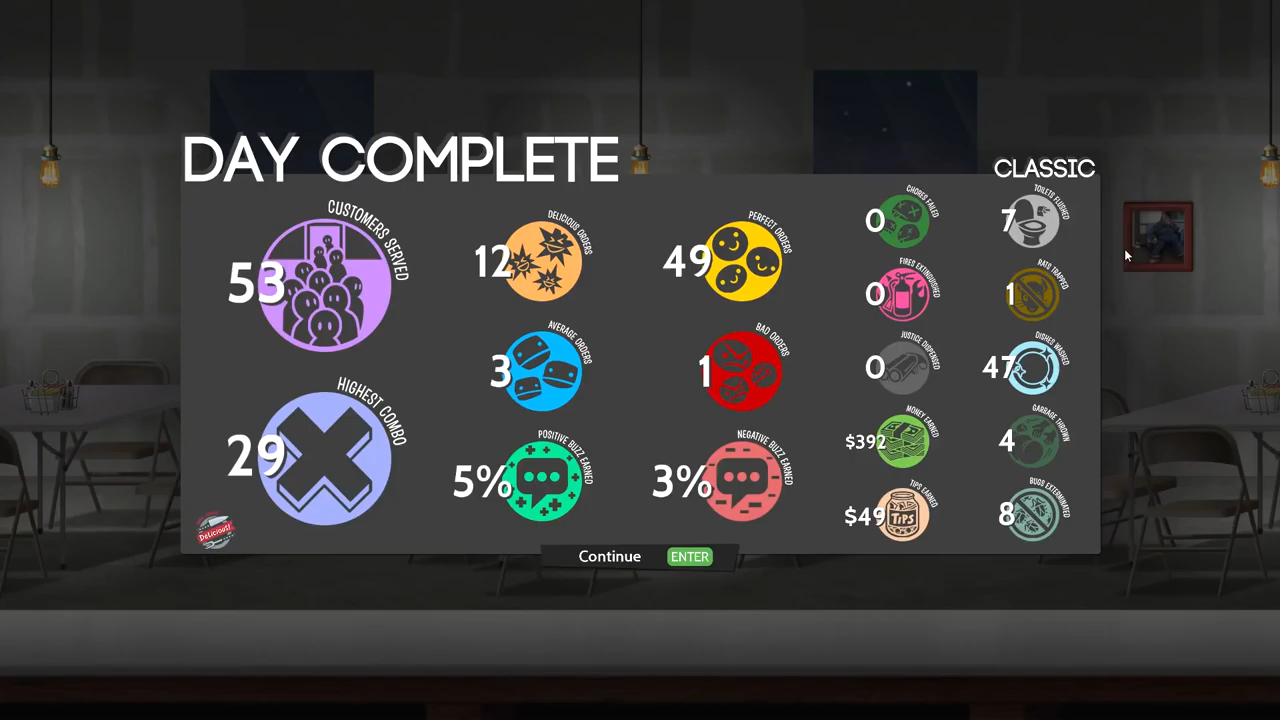 DAY COMPLETE
CLASSIC
CUSTOMERS SERVED
53
HIGHEST COMBO
29
DELICIOUS ORDERS
12
PERFECT ORDERS
49
AVERAGE ORDERS
3
BAD ORDERS
1
POSITIVE BUZZ EARNED
5%
NEGATIVE BUZZ EARNED
3%
CHORES FAILED
0
TOILETS FLUSHED
7
FIRES EXTINGUISHED
0
RATS TRAPPED
1
JUSTICE DISPENSED
0
DISHES WASHED
47
MONEY EARNED
$392
GARBAGE THROWN
4
TIPS EARNED
$49
TIPS
BUGS EXTERMINATED
8
DELICIOUS!
Continue ENTER